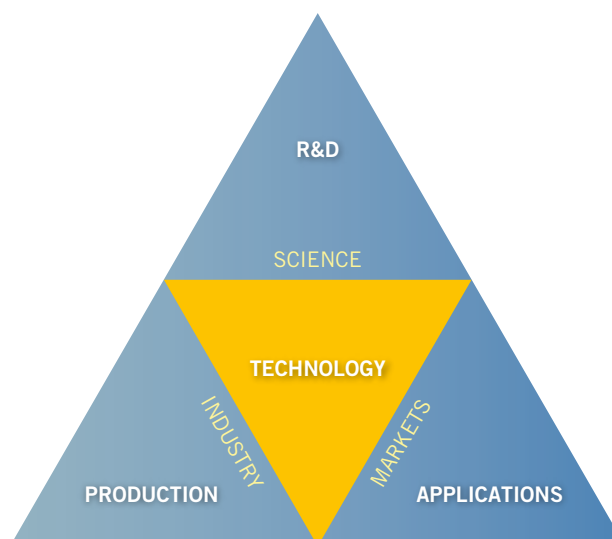 R&D
SCIENCE
TECHNOLOGY
INDUSTRY
MARKETS
PRODUCTION
APPLICATIONS